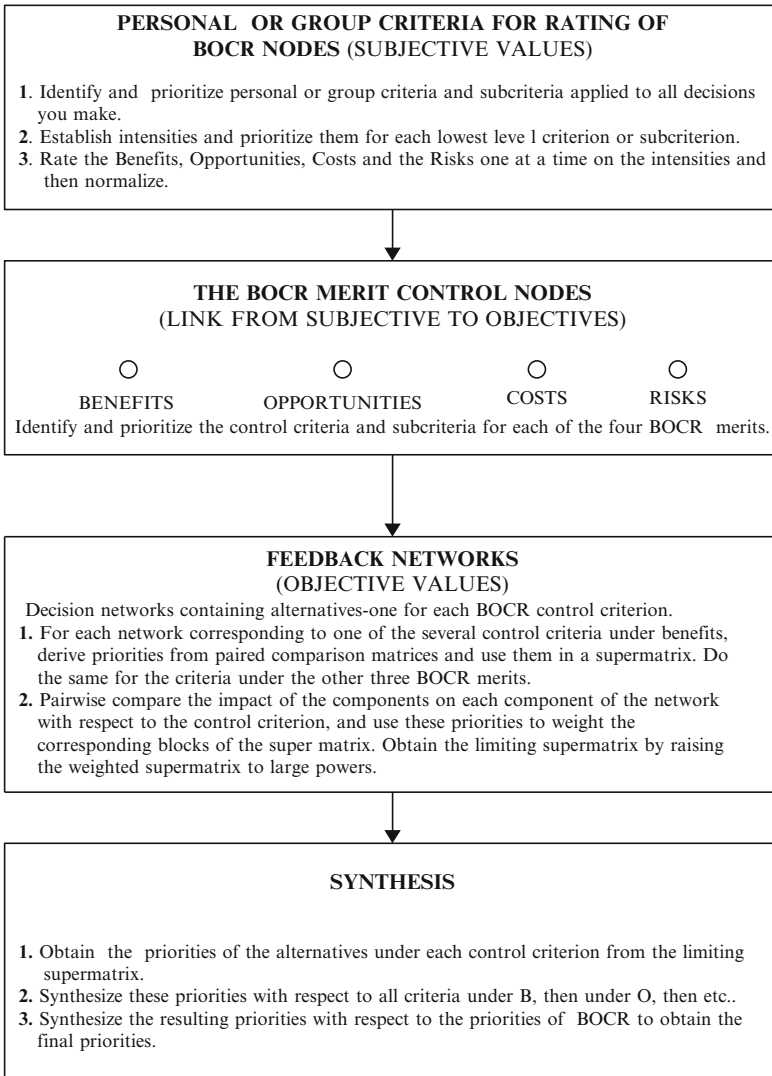 PERSONAL OR GROUP CRITERIA FOR RATING OF
BOCR NODES (SUBJECTIVE VALUES)
1. Identify and prioritize personal or group criteria and subcriteria applied to all decisions
you make.
2. Establish intensities and prioritize them for each lowest leve l criterion or subcriterion.
3. Rate the Benefits, Opportunities, Costs and the Risks one at a time on the intensities and
then normalize.
THE BOCR MERIT CONTROL NODES
(LINK FROM SUBJECTIVE TO OBJECTIVES)
BENEFITS OPPORTUNITIES COSTS RISKS
Identify and prioritize the control criteria and subcriteria for each of the four BOCR merits.
FEEDBACK NETWORKS
(OBJECTIVE VALUES)
Decision networks containing alternatives-one for each BOCR control criterion.
1. For each network corresponding to one of the several control criteria under benefits,
derive priorities from paired comparison matrices and use them in a supermatrix. Do
the same for the criteria under the other three BOCR merits.
2. Pairwise compare the impact of the components on each component of the network
with respect to the control criterion, and use these priorities to weight the
corresponding blocks of the super matrix. Obtain the limiting supermatrix by raising
the weighted supermatrix to large powers.
SYNTHESIS
1. Obtain the priorities of the alternatives under each control criterion from the limiting
supermatrix.
2. Synthesize these priorities with respect to all criteria under B, then under O, then etc..
3. Synthesize the resulting priorities with respect to the priorities of BOCR to obtain the
final priorities.